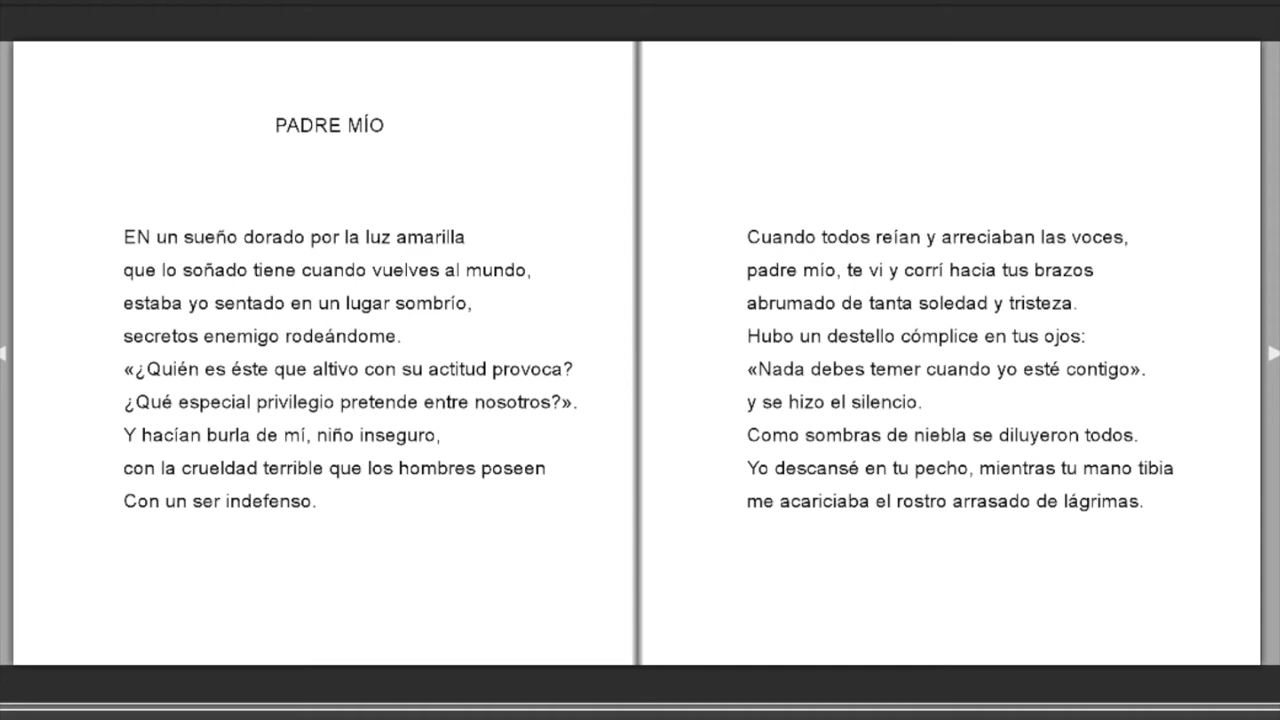 PADRE MÍO
EN un sueño dorado por la luz amarilla
que lo soñado tiene cuando vuelves al mundo,
estaba yo sentado en un lugar sombrío,
secretos enemigo rodeándome.
«¿Quién es éste que altivo con su actitud provoca?
¿Qué especial privilegio pretende entre nosotros?».
Y hacían burla de mí, niño inseguro,
con la crueldad terrible que los hombres poseen
Con un ser indefenso.
Cuando todos reían y arreciaban las voces,
padre mío, te vi y corrí hacia tus brazos
abrumado de tanta soledad y tristeza.
Hubo un destello cómplice en tus ojos:
«Nada debes temer cuando yo esté contigo».
y se hizo el silencio.
Como sombras de niebla se diluyeron todos.
Yo descansé en tu pecho, mientras tu mano tibia
me acariciaba el rostro arrasado de lágrimas.